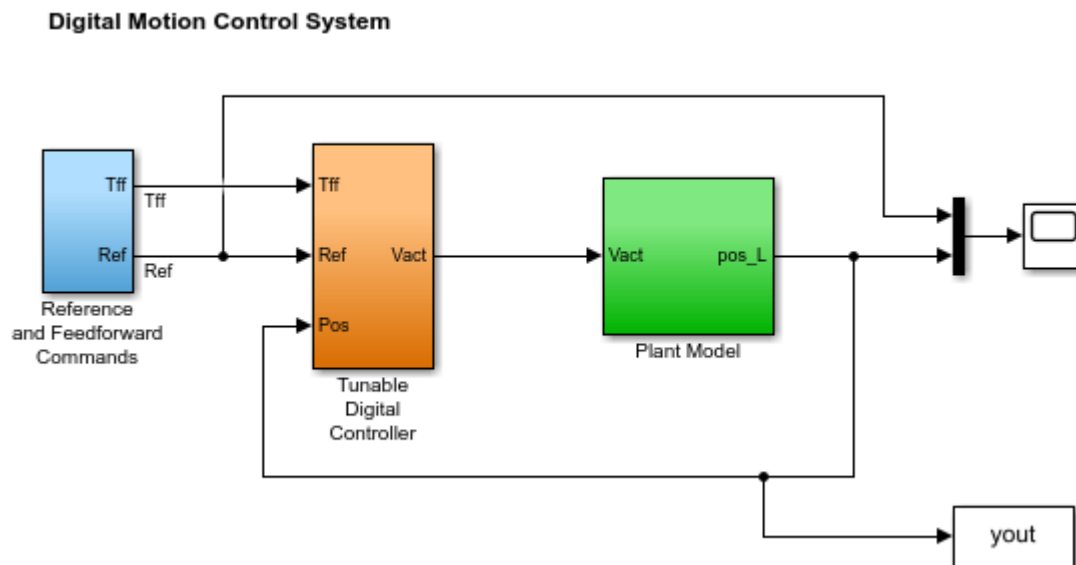 Digital Motion Control System
Tff
Tff
Ref
Ref
Reference
and Feedforward
Commands
Tff
Ref
Vact
Pos
Tunable
Digital
Controller
Vact
pos_L
Plant Model
yout